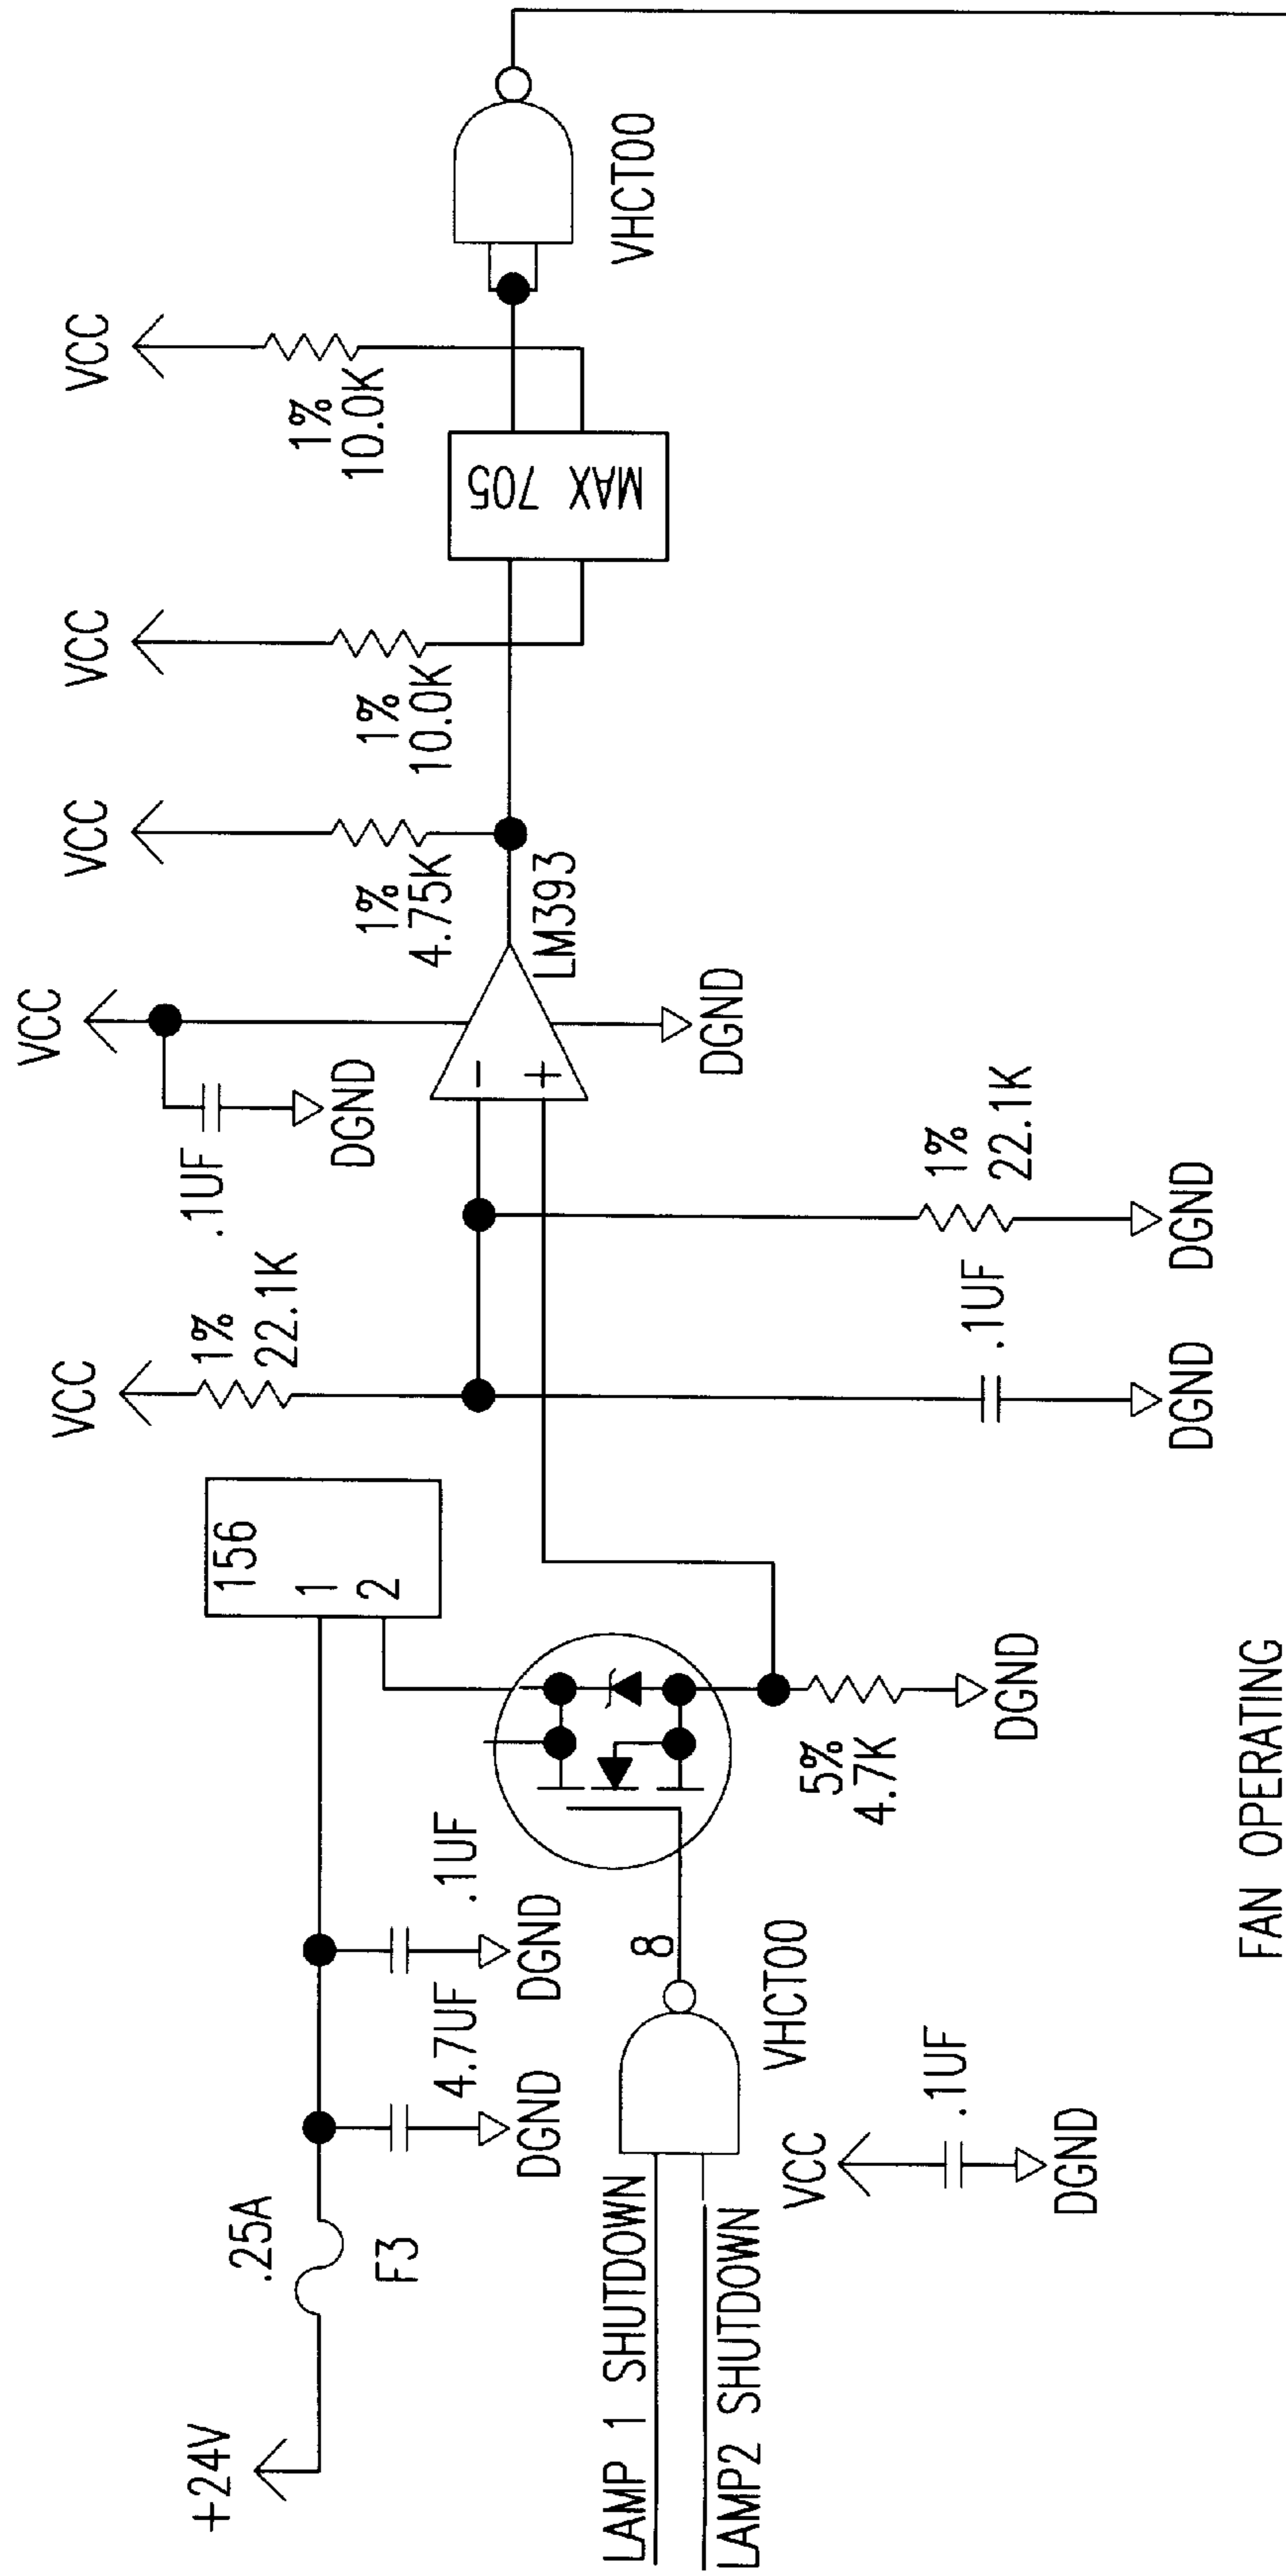 +24V
.25A
F3
4.7UF
DGND
.1UF
DGND
156
1
2
LAMP 1 SHUTDOWN
LAMP2 SHUTDOWN
8
VHCT00
VCC
.1UF
DGND
5%
4.7K
DGND
VCC
1%
22.1K
.1UF
DGND
1%
22.1K
DGND
VCC
.1UF
DGND
-
+
LM393
DGND
VCC
1%
4.75K
VCC
1%
10.0K
MAX 705
VCC
1%
10.0K
VHCT00
FAN OPERATING